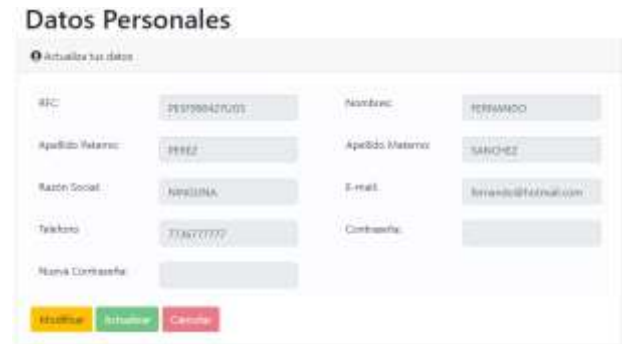 Datos Personales
Actualiza tus datos
RFC: Nombres: FERNANDO
Apellido Paterno: PEREZ Apellido Materno: SANCHEZ
Razón Social: NINGUNA E-mail: fernando@hotmail.com
Teléfono: Contraseña:
Nueva Contraseña:
Modificar Actualizar Cancelar